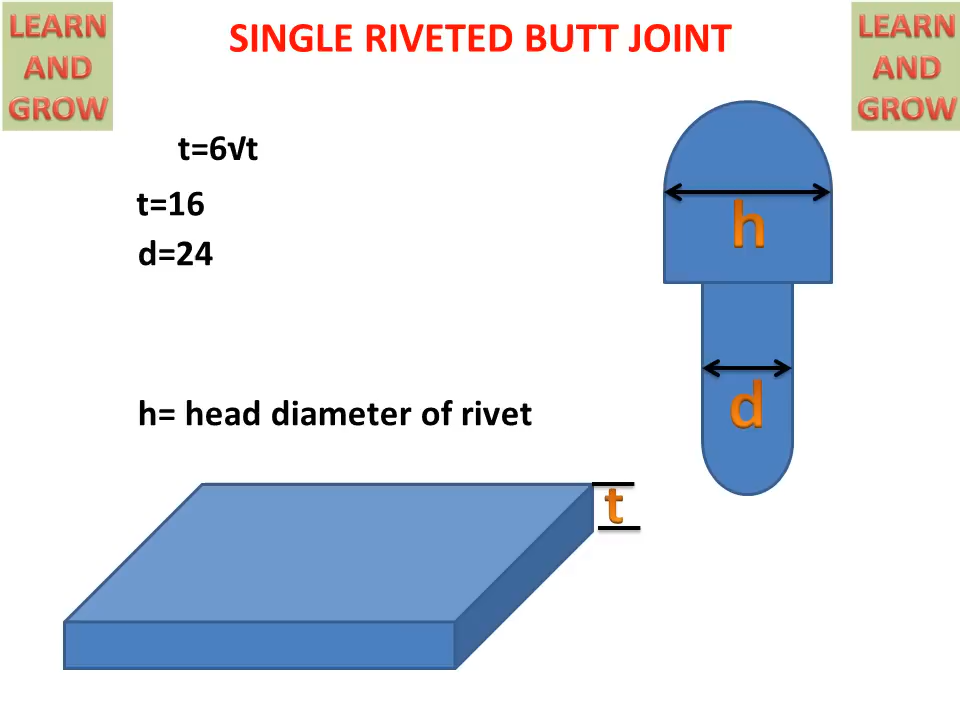 LEARN
AND
GROW
SINGLE RIVETED BUTT JOINT
LEARN
AND
GROW
t=6√t
t=16
d=24
h
d
h= head diameter of rivet
t